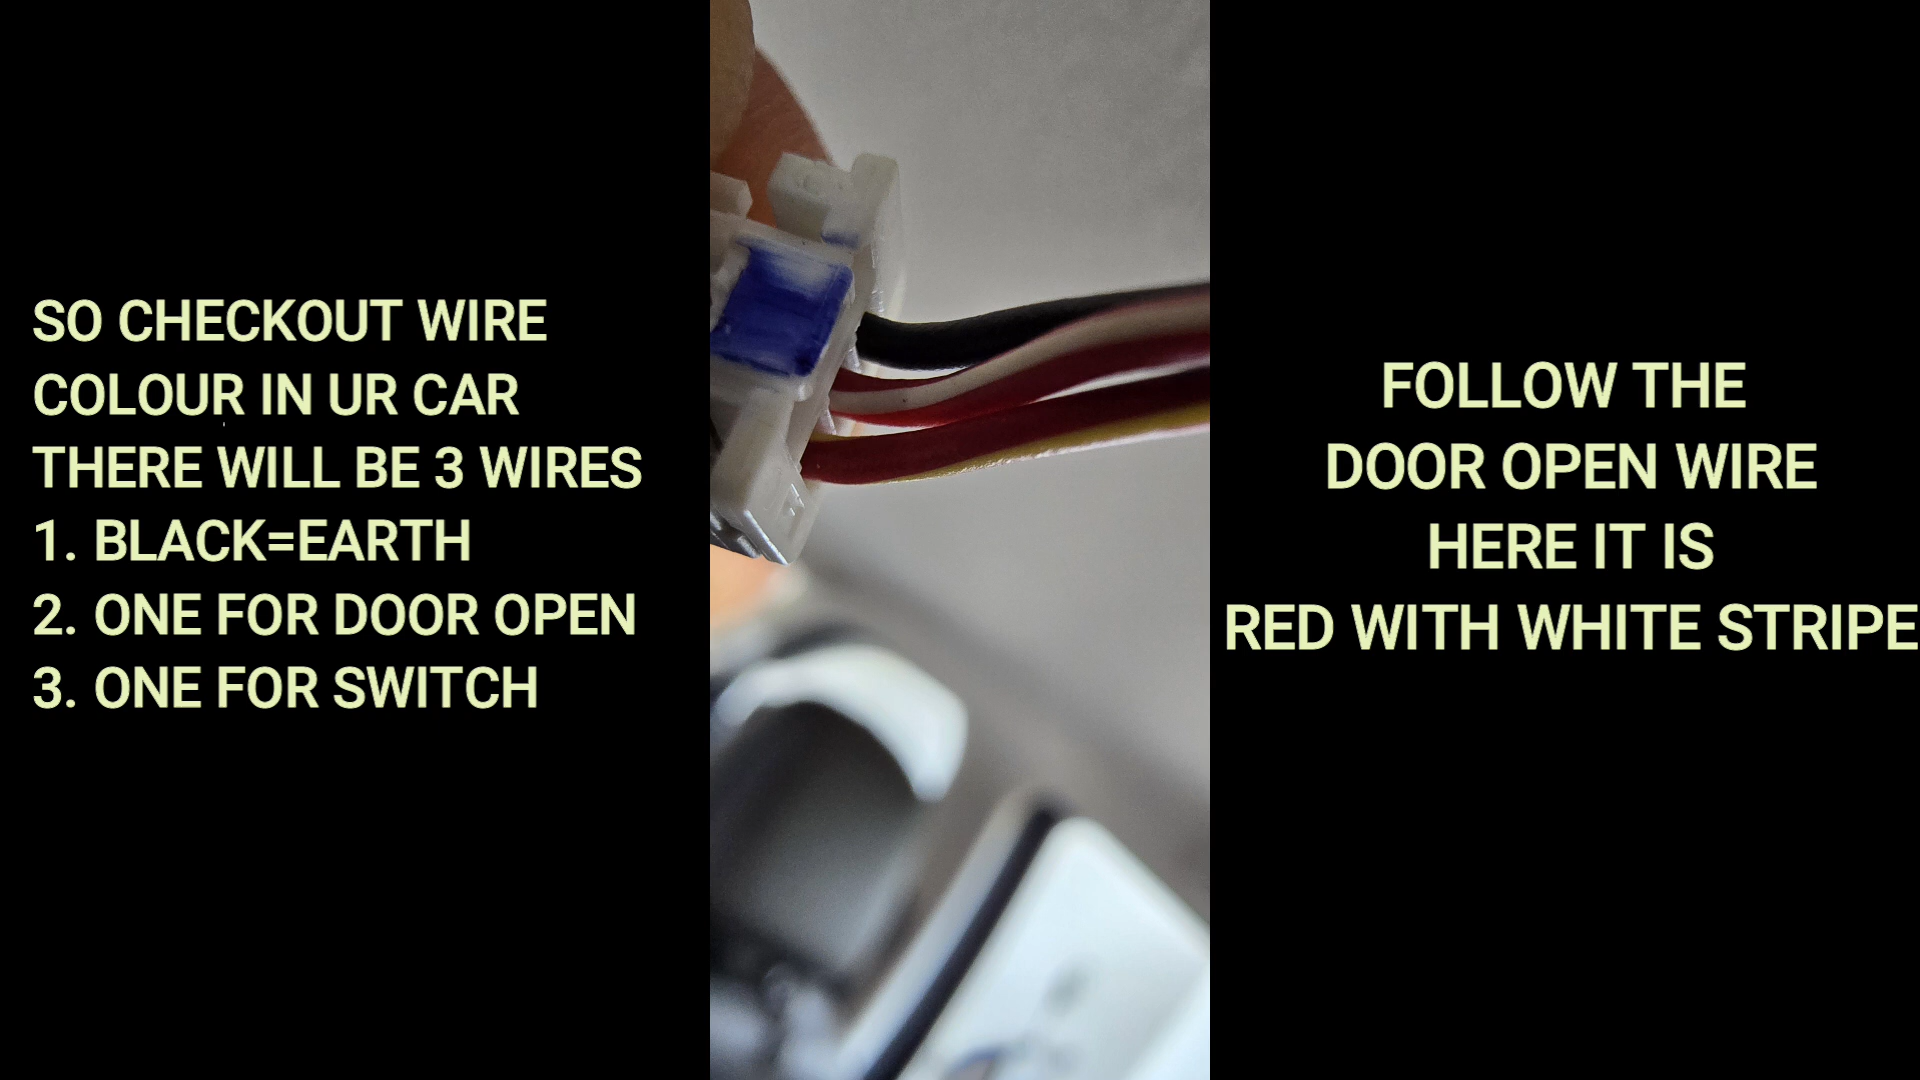 SO CHECKOUT WIRE
COLOUR IN UR CAR
THERE WILL BE 3 WIRES
1. BLACK=EARTH
2. ONE FOR DOOR OPEN
3. ONE FOR SWITCH
FOLLOW THE
DOOR OPEN WIRE
HERE IT IS
RED WITH WHITE STRIPE